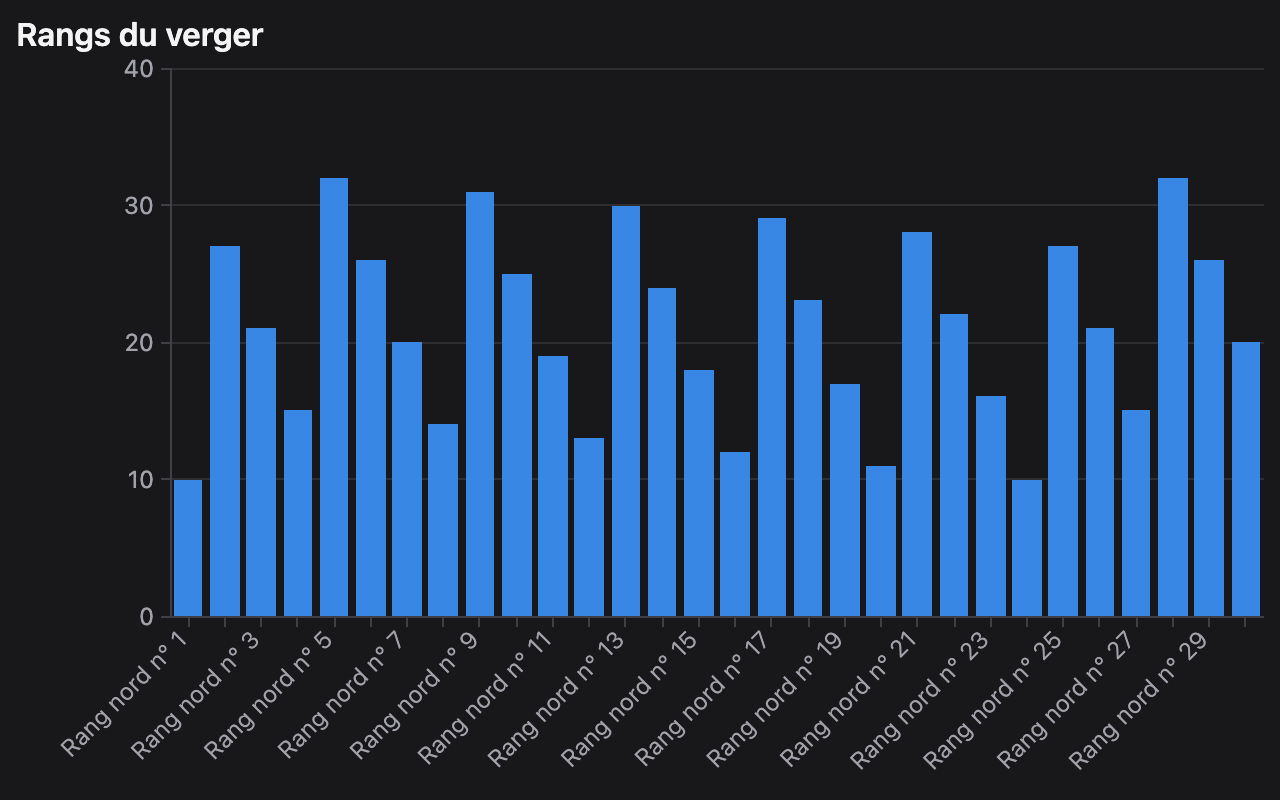 Rangs du verger
40
30
20
10
0
Rang nord n° 1
Rang nord n° 3
Rang nord n° 5
Rang nord n° 7
Rang nord n° 9
Rang nord n° 11
Rang nord n° 13
Rang nord n° 15
Rang nord n° 17
Rang nord n° 19
Rang nord n° 21
Rang nord n° 23
Rang nord n° 25
Rang nord n° 27
Rang nord n° 29